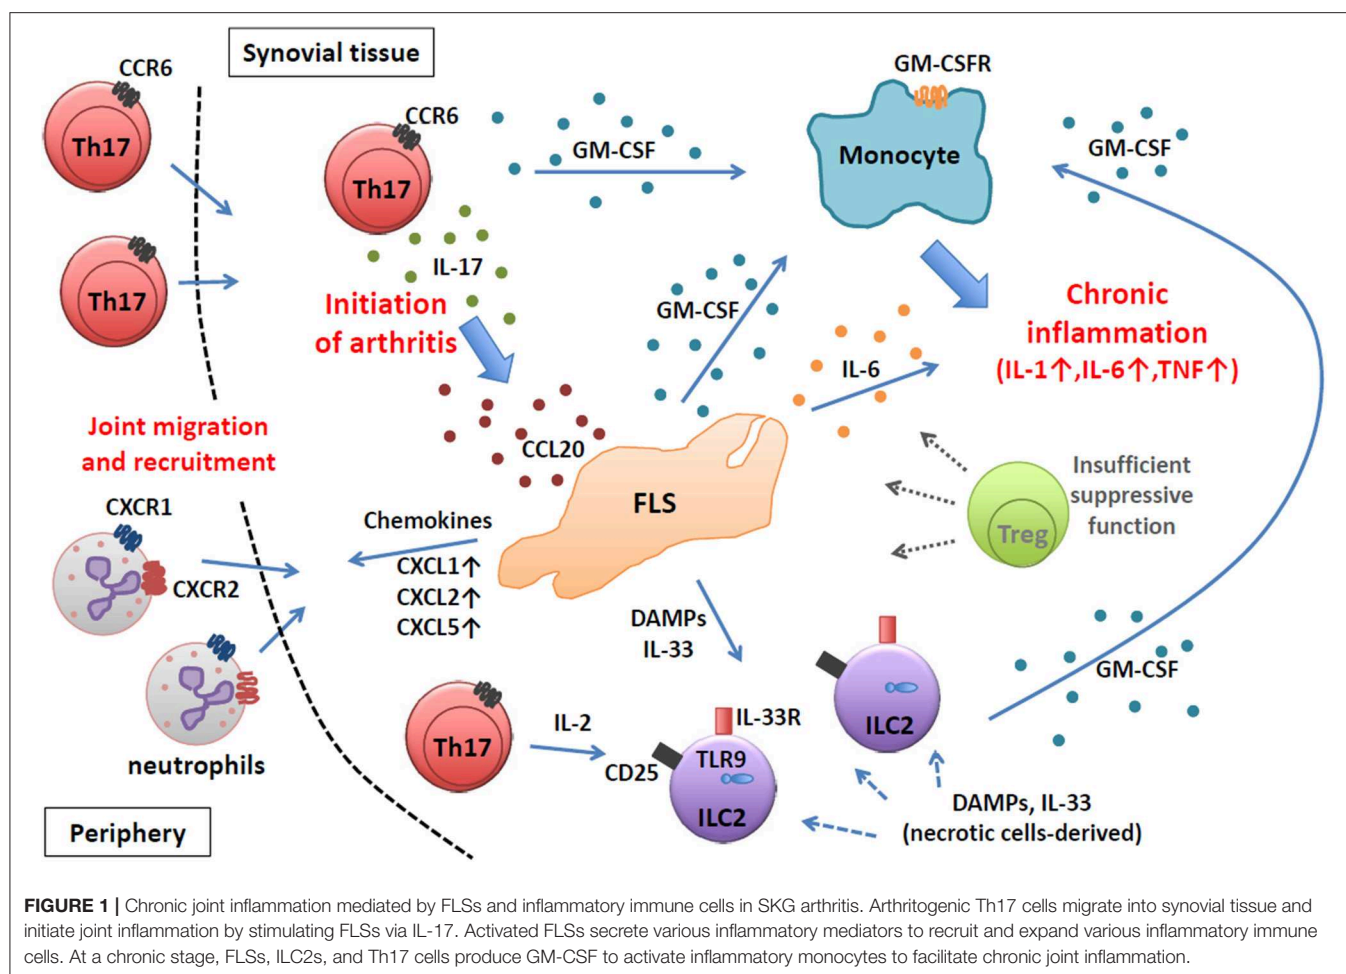 Synovial tissue
CCR6
Th17
Th17
CCR6
Th17
GM-CSF
GM-CSFR
Monocyte
GM-CSF
IL-17
Initiation
of arthritis
GM-CSF
IL-6
Chronic
inflammation
(IL-1↑,IL-6↑,TNF↑)
Joint migration
and recruitment
CCL20
FLS
Insufficient
suppressive
function
Treg
CXCR1
CXCR2
neutrophils
Chemokines
CXCL1↑
CXCL2↑
CXCL5↑
DAMPs
IL-33
Th17
IL-2
CD25
IL-33R
TLR9
ILC2
ILC2
GM-CSF
DAMPs, IL-33
(necrotic cells-derived)
Periphery
FIGURE 1 | Chronic joint inflammation mediated by FLSs and inflammatory immune cells in SKG arthritis. Arthritogenic Th17 cells migrate into synovial tissue and
initiate joint inflammation by stimulating FLSs via IL-17. Activated FLSs secrete various inflammatory mediators to recruit and expand various inflammatory immune
cells. At a chronic stage, FLSs, ILC2s, and Th17 cells produce GM-CSF to activate inflammatory monocytes to facilitate chronic joint inflammation.